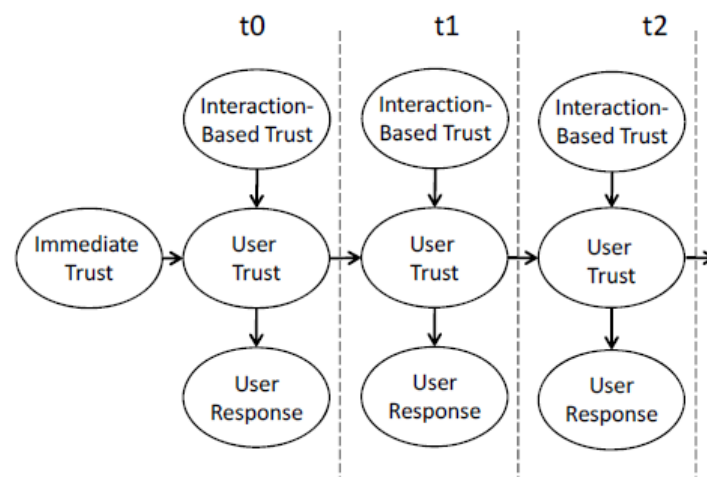 t0 t1 t2
Interaction-
Based Trust
Interaction-
Based Trust
Interaction-
Based Trust
Immediate
Trust
User
Trust
User
Trust
User
Trust
User
Response
User
Response
User
Response